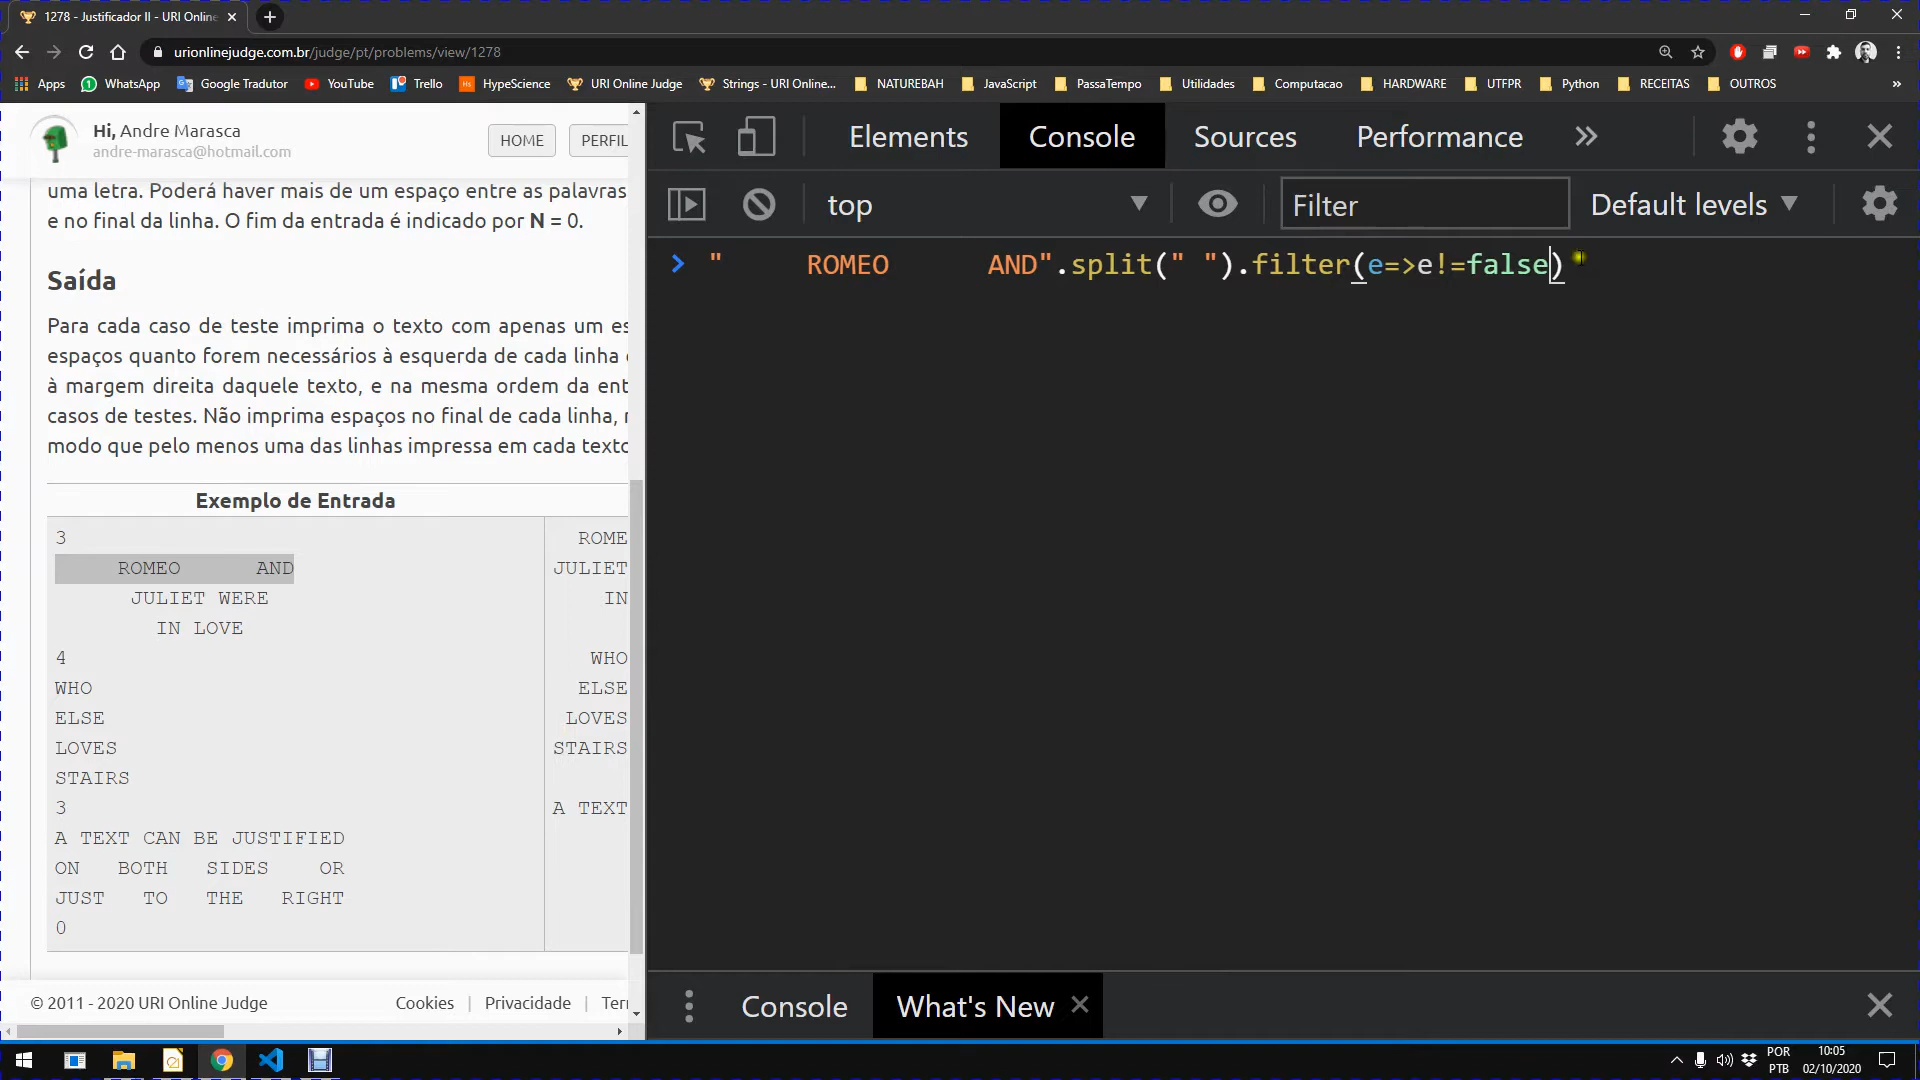 1278 - Justificador II - URI Online
urionlinejudge.com.br/judge/pt/problems/view/1278
Apps WhatsApp Google Tradutor YouTube Trello HypeScience URI Online Judge Strings - URI Online... NATUREBAH JavaScript PassaTempo Utilidades Computacao HARDWARE UTFPR Python RECEITAS OUTROS »
Hi, Andre Marasca
andre-marasca@hotmail.com
HOME
PERFIL
uma letra. Poderá haver mais de um espaço entre as palavras
e no final da linha. O fim da entrada é indicado por N = 0.
Saída
Para cada caso de teste imprima o texto com apenas um es
espaços quanto forem necessários à esquerda de cada linha
à margem direita daquele texto, e na mesma ordem da ent
casos de testes. Não imprima espaços no final de cada linha,
modo que pelo menos uma das linhas impressa em cada texto
Exemplo de Entrada
3
ROMEO AND
JULIET WERE
IN LOVE
4
WHO
ELSE
LOVES
STAIRS
3
A TEXT CAN BE JUSTIFIED
ON BOTH SIDES OR
JUST TO THE RIGHT
0
ROME
JULIET
IN
WHO
ELSE
LOVES
STAIRS
A TEXT
© 2011 - 2020 URI Online Judge Cookies | Privacidade | Terr
Elements Console Sources Performance »
top Filter Default levels
> "      ROMEO      AND".split(" ").filter(e=>e!=false)
Console What's New
POR
PTB
10:05
02/10/2020